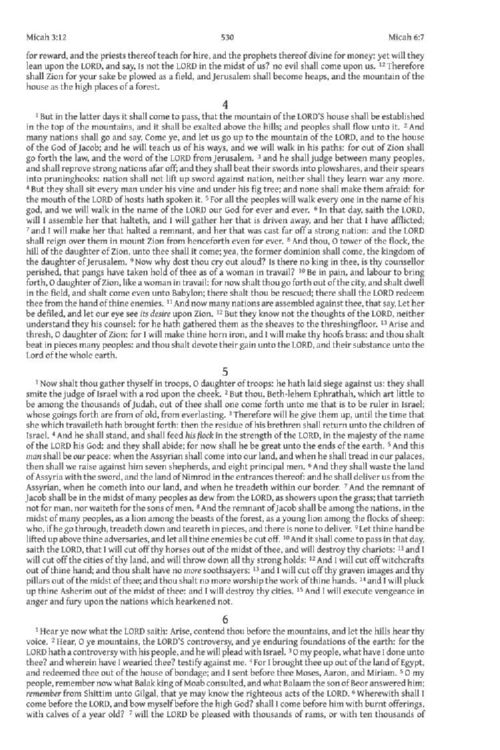 Micah 3:12 530 Micah 6:7
for reward, and the priests thereof teach for hire, and the prophets thereof divine for money: yet will they
lean upon the LORD, and say, Is not the LORD in the midst of us? no evil shall come upon us. 12 Therefore
shall Zion for your sake be plowed as a field, and Jerusalem shall become heaps, and the mountain of the
house as the high places of a forest.
4
1 But in the latter days it shall come to pass, that the mountain of the LORD'S house shall be established
in the top of the mountains, and it shall be exalted above the hills; and peoples shall flow unto it. 2 And
many nations shall go and say, Come ye, and let us go up to the mountain of the LORD, and to the house
of the God of Jacob; and he will teach us of his ways, and we will walk in his paths: for out of Zion shall
go forth the law, and the word of the LORD from Jerusalem. 3 and he shall judge between many peoples,
and shall reprove strong nations afar off; and they shall beat their swords into plowshares, and their spears
into pruninghooks: nation shall not lift up sword against nation, neither shall they learn war any more.
4 But they shall sit every man under his vine and under his fig tree; and none shall make them afraid: for
the mouth of the LORD of hosts hath spoken it. 5 For all the peoples will walk every one in the name of his
god, and we will walk in the name of the LORD our God for ever and ever. 6 In that day, saith the LORD,
will I assemble her that halteth, and I will gather her that is driven away, and her that I have afflicted;
7 and I will make her that halted a remnant, and her that was cast far off a strong nation: and the LORD
shall reign over them in mount Zion from henceforth even for ever. 8 And thou, O tower of the flock, the
hill of the daughter of Zion, unto thee shall it come; yea, the former dominion shall come, the kingdom of
the daughter of Jerusalem. 9 Now why dost thou cry out aloud? Is there no king in thee, is thy counsellor
perished, that pangs have taken hold of thee as of a woman in travail? 10 Be in pain, and labour to bring
forth, O daughter of Zion, like a woman in travail: for now shalt thou go forth out of the city, and shalt dwell
in the field, and shalt come even unto Babylon; there shalt thou be rescued; there shall the LORD redeem
thee from the hand of thine enemies. 11 And now many nations are assembled against thee, that say, Let her
be defiled, and let our eye see its desire upon Zion. 12 But they know not the thoughts of the LORD, neither
understand they his counsel: for he hath gathered them as the sheaves to the threshingfloor. 13 Arise and
thresh, O daughter of Zion: for I will make thine horn iron, and I will make thy hoofs brass: and thou shalt
beat in pieces many peoples: and thou shalt devote their gain unto the LORD, and their substance unto the
Lord of the whole earth.
5
1 Now shalt thou gather thyself in troops, O daughter of troops: he hath laid siege against us: they shall
smite the judge of Israel with a rod upon the cheek. 2 But thou, Beth-lehem Ephrathah, which art little to
be among the thousands of Judah, out of thee shall one come forth unto me that is to be ruler in Israel;
whose goings forth are from of old, from everlasting. 3 Therefore will he give them up, until the time that
she which travaileth hath brought forth: then the residue of his brethren shall return unto the children of
Israel. 4 And he shall stand, and shall feed his flock in the strength of the LORD, in the majesty of the name
of the LORD his God: and they shall abide; for now shall he be great unto the ends of the earth. 5 And this
man shall be our peace: when the Assyrian shall come into our land, and when he shall tread in our palaces,
then shall we raise against him seven shepherds, and eight principal men. 6 And they shall waste the land
of Assyria with the sword, and the land of Nimrod in the entrances thereof: and he shall deliver us from the
Assyrian, when he cometh into our land, and when he treadeth within our border. 7 And the remnant of
Jacob shall be in the midst of many peoples as dew from the LORD, as showers upon the grass; that tarrieth
not for man, nor waiteth for the sons of men. 8 And the remnant of Jacob shall be among the nations, in the
midst of many peoples, as a lion among the beasts of the forest, as a young lion among the flocks of sheep:
who, if he go through, treadeth down and teareth in pieces, and there is none to deliver. 9 Let thine hand be
lifted up above thine adversaries, and let all thine enemies be cut off. 10 And it shall come to pass in that day,
saith the LORD, that I will cut off thy horses out of the midst of thee, and will destroy thy chariots: 11 and I
will cut off the cities of thy land, and will throw down all thy strong holds: 12 And I will cut off witchcrafts
out of thine hand; and thou shalt have no more soothsayers: 13 and I will cut off thy graven images and thy
pillars out of the midst of thee; and thou shalt no more worship the work of thine hands. 14 and I will pluck
up thine Asherim out of the midst of thee: and I will destroy thy cities. 15 And I will execute vengeance in
anger and fury upon the nations which hearkened not.
6
1 Hear ye now what the LORD saith: Arise, contend thou before the mountains, and let the hills hear thy
voice. 2 Hear, O ye mountains, the LORD'S controversy, and ye enduring foundations of the earth: for the
LORD hath a controversy with his people, and he will plead with Israel. 3 O my people, what have I done unto
thee? and wherein have I wearied thee? testify against me. 4 For I brought thee up out of the land of Egypt,
and redeemed thee out of the house of bondage; and I sent before thee Moses, Aaron, and Miriam. 5 O my
people, remember now what Balak king of Moab consulted, and what Balaam the son of Beor answered him;
remember from Shittim unto Gilgal, that ye may know the righteous acts of the LORD. 6 Wherewith shall I
come before the LORD, and bow myself before the high God? shall I come before him with burnt offerings,
with calves of a year old? 7 will the LORD be pleased with thousands of rams, or with ten thousands of